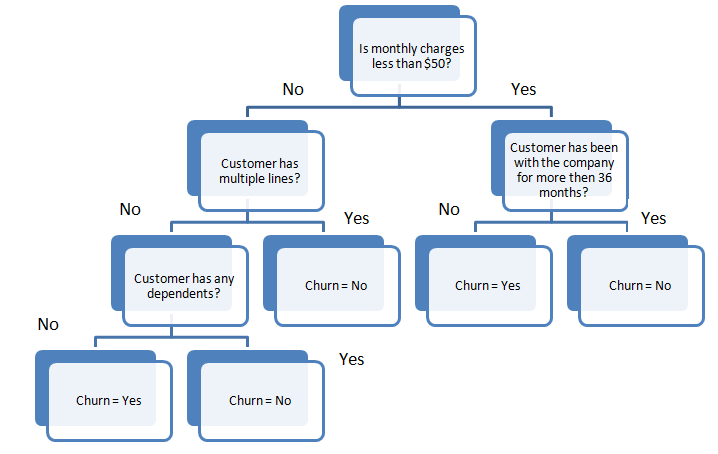 Is monthly charges
less than $50?
No
Yes
Customer has
multiple lines?
Customer has been
with the company
for more then 36
months?
No
Yes
No
Yes
Customer has any
dependents?
Churn = No
Churn = Yes
Churn = No
No
Yes
Churn = Yes
Churn = No